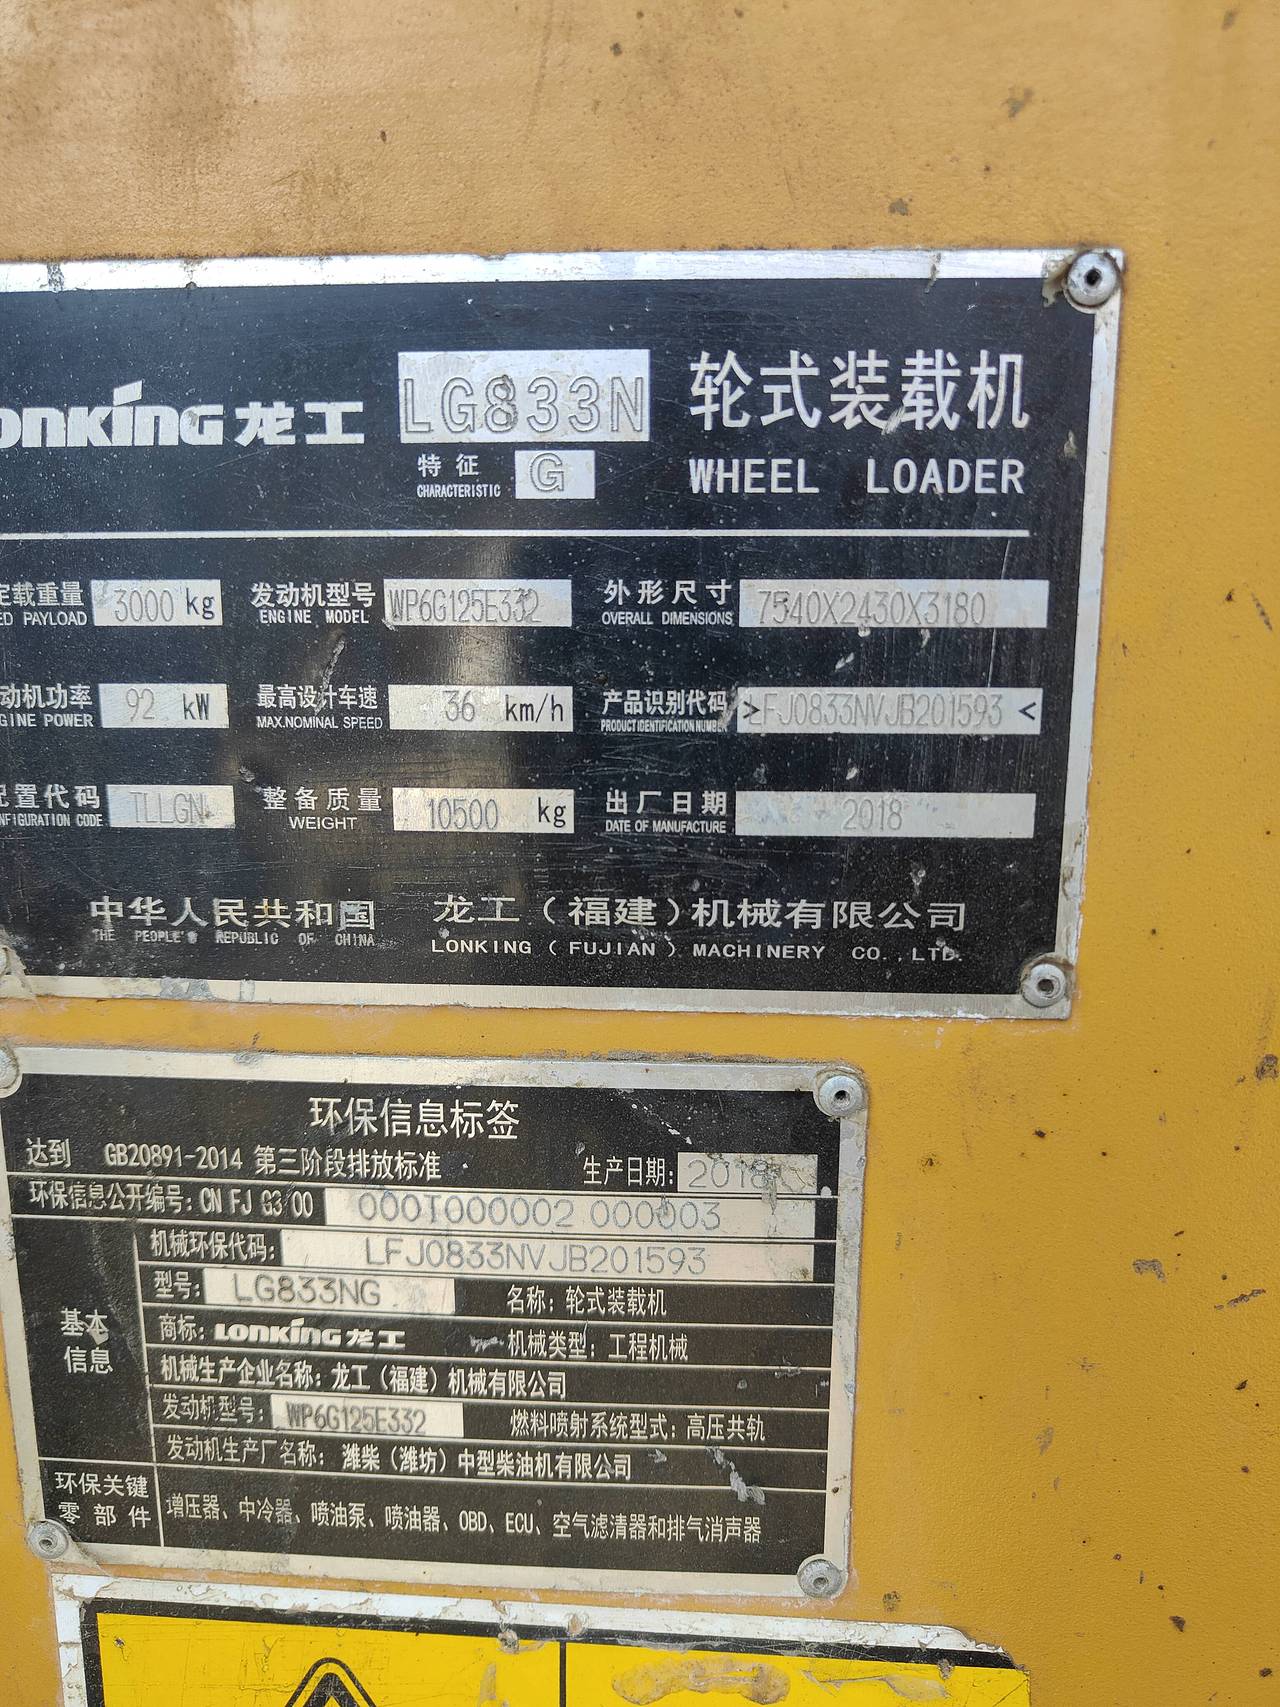 LONKING 龙工 LG833N 轮式装载机
特征 G
CHARACTERISTIC
WHEEL LOADER
定载重量 3000 kg 发动机型号 WP6G125E332 外形尺寸 7540X2430X3180
ED PAYLOAD ENGINE MODEL OVERALL DIMENSIONS
动机功率 92 kW 最高设计车速 36 km/h 产品识别代码 >LFJ0833NVJB201593<
GINE POWER MAX.NOMINAL SPEED PRODUCT IDENTIFICATION NUMBER
配置代码 TLLGN 整备质量 10500 kg 出厂日期 2018
NFIGURATION CODE WEIGHT DATE OF MANUFACTURE
中华人民共和国 龙工（福建）机械有限公司
THE PEOPLE'S REPUBLIC OF CHINA LONKING (FUJIAN) MACHINERY CO.,LTD.
环保信息标签
达到 GB20891-2014 第三阶段排放标准 生产日期: 2018
环保信息公开编号: CN FJ G3 00 000T000002 000003
机械环保代码: LFJ0833NVJB201593
型号: LG833NG 名称: 轮式装载机
基本信息
商标: LONKING 龙工 机械类型: 工程机械
机械生产企业名称: 龙工（福建）机械有限公司
发动机型号: WP6G125E332 燃料喷射系统型式: 高压共轨
发动机生产厂名称: 潍柴（潍坊）中型柴油机有限公司
环保关键零部件 增压器、中冷器、喷油泵、喷油器、OBD、ECU、空气滤清器和排气消声器